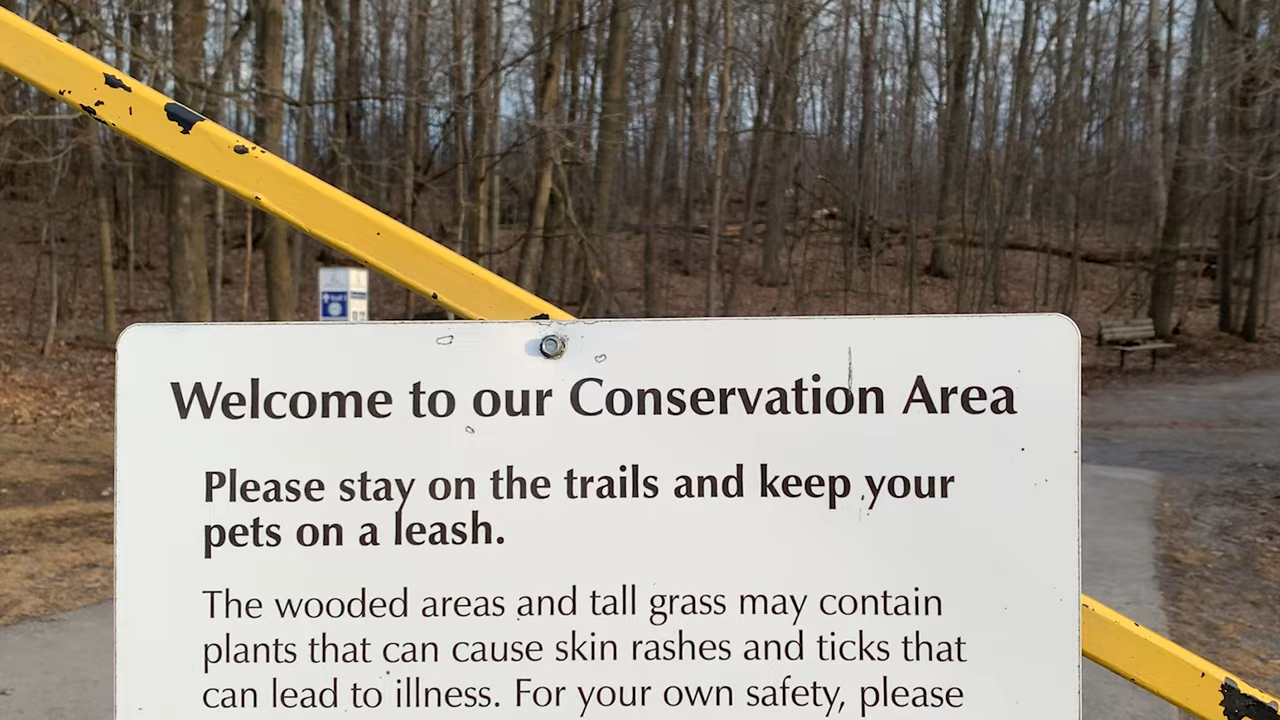 Welcome to our Conservation Area
Please stay on the trails and keep your
pets on a leash.
The wooded areas and tall grass may contain
plants that can cause skin rashes and ticks that
can lead to illness. For your own safety, please